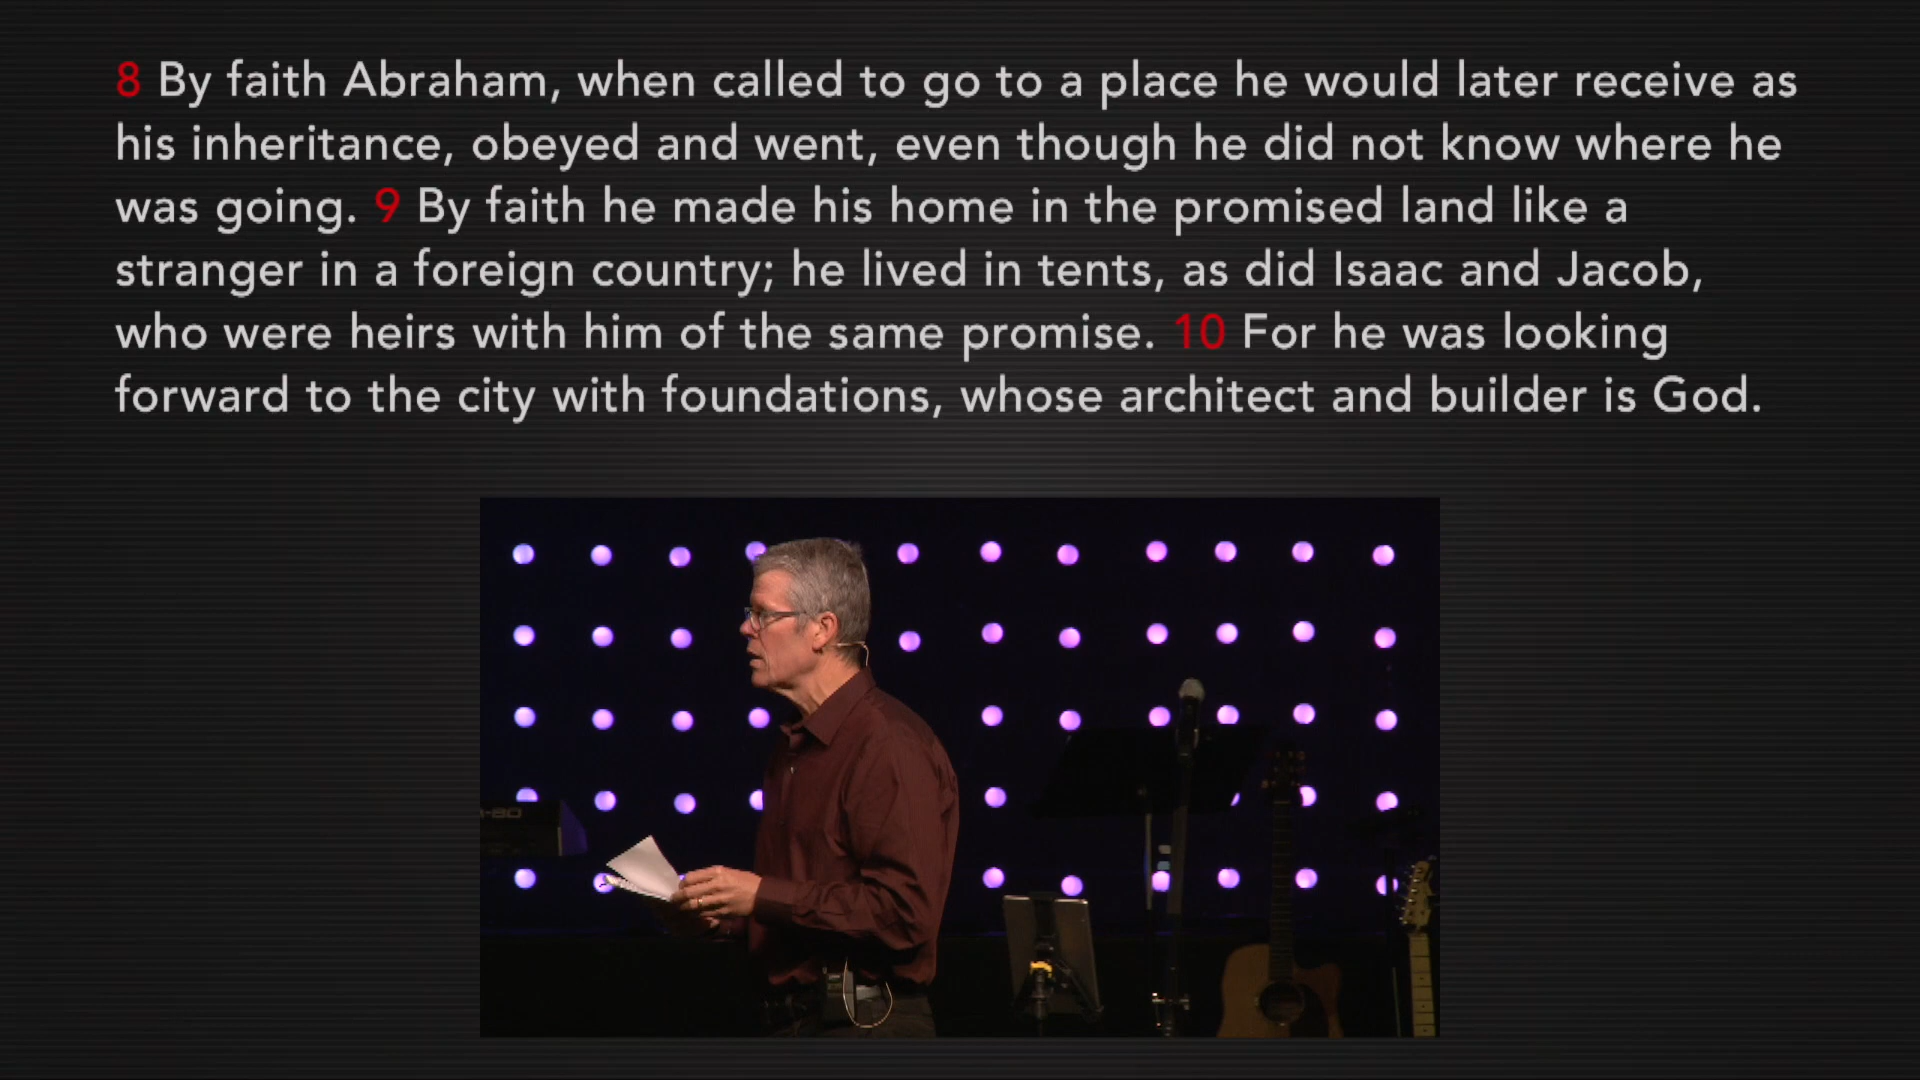 8 By faith Abraham, when called to go to a place he would later receive as
his inheritance, obeyed and went, even though he did not know where he
was going. 9 By faith he made his home in the promised land like a
stranger in a foreign country; he lived in tents, as did Isaac and Jacob,
who were heirs with him of the same promise. 10 For he was looking
forward to the city with foundations, whose architect and builder is God.